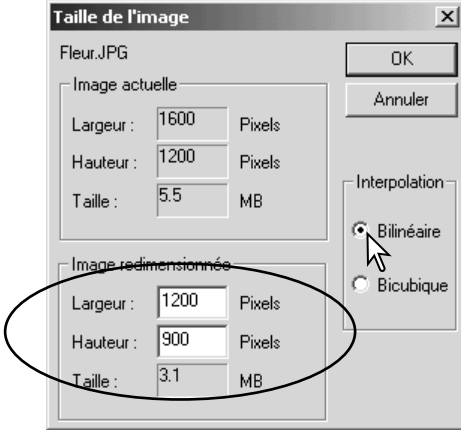 Taille de l'image
Fleur.JPG
OK
Annuler
Image actuelle
Largeur : 1600 Pixels
Hauteur : 1200 Pixels
Taille : 5.5 MB
Interpolation
Bilinéaire
Bicubique
Image redimensionnée
Largeur : 1200 Pixels
Hauteur : 900 Pixels
Taille : 3.1 MB